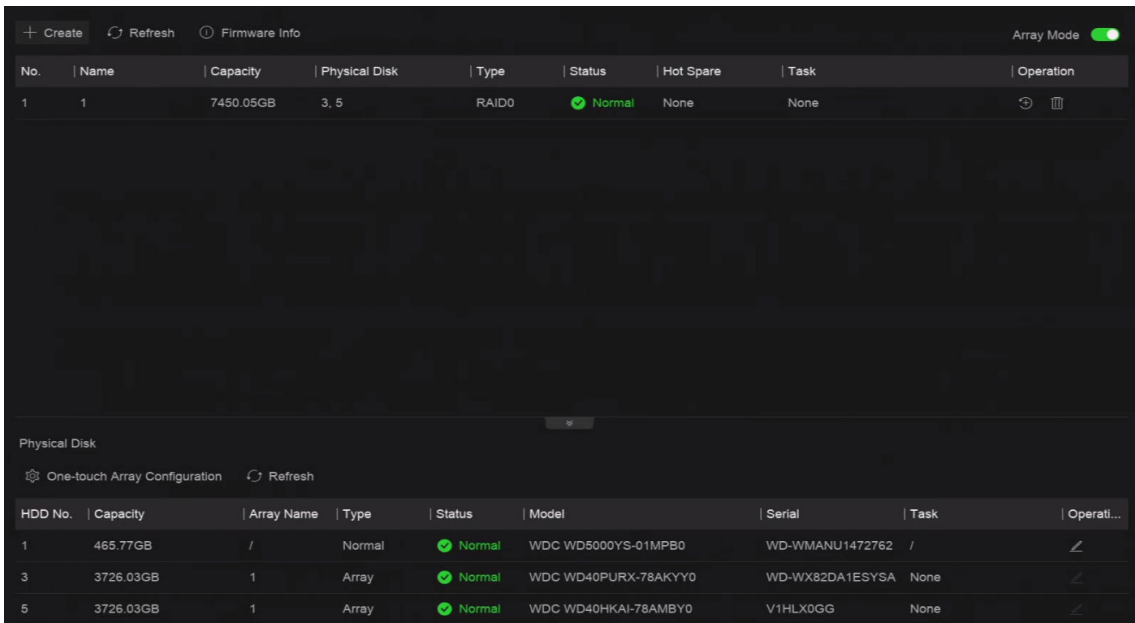 Create Refresh Firmware Info Array Mode
No. Name Capacity Physical Disk Type Status Hot Spare Task Operation
1 1 7450.05GB 3, 5 RAID0 Normal None None
Physical Disk
One-touch Array Configuration Refresh
HDD No. Capacity Array Name Type Status Model Serial Task Operati...
1 465.77GB / Normal Normal WDC WD5000YS-01MPB0 WD-WMANU1472762 /
3 3726.03GB 1 Array Normal WDC WD40PURX-78AKYY0 WD-WX82DA1ESYSA None
5 3726.03GB 1 Array Normal WDC WD40HKAI-78AMBY0 V1HLX0GG None